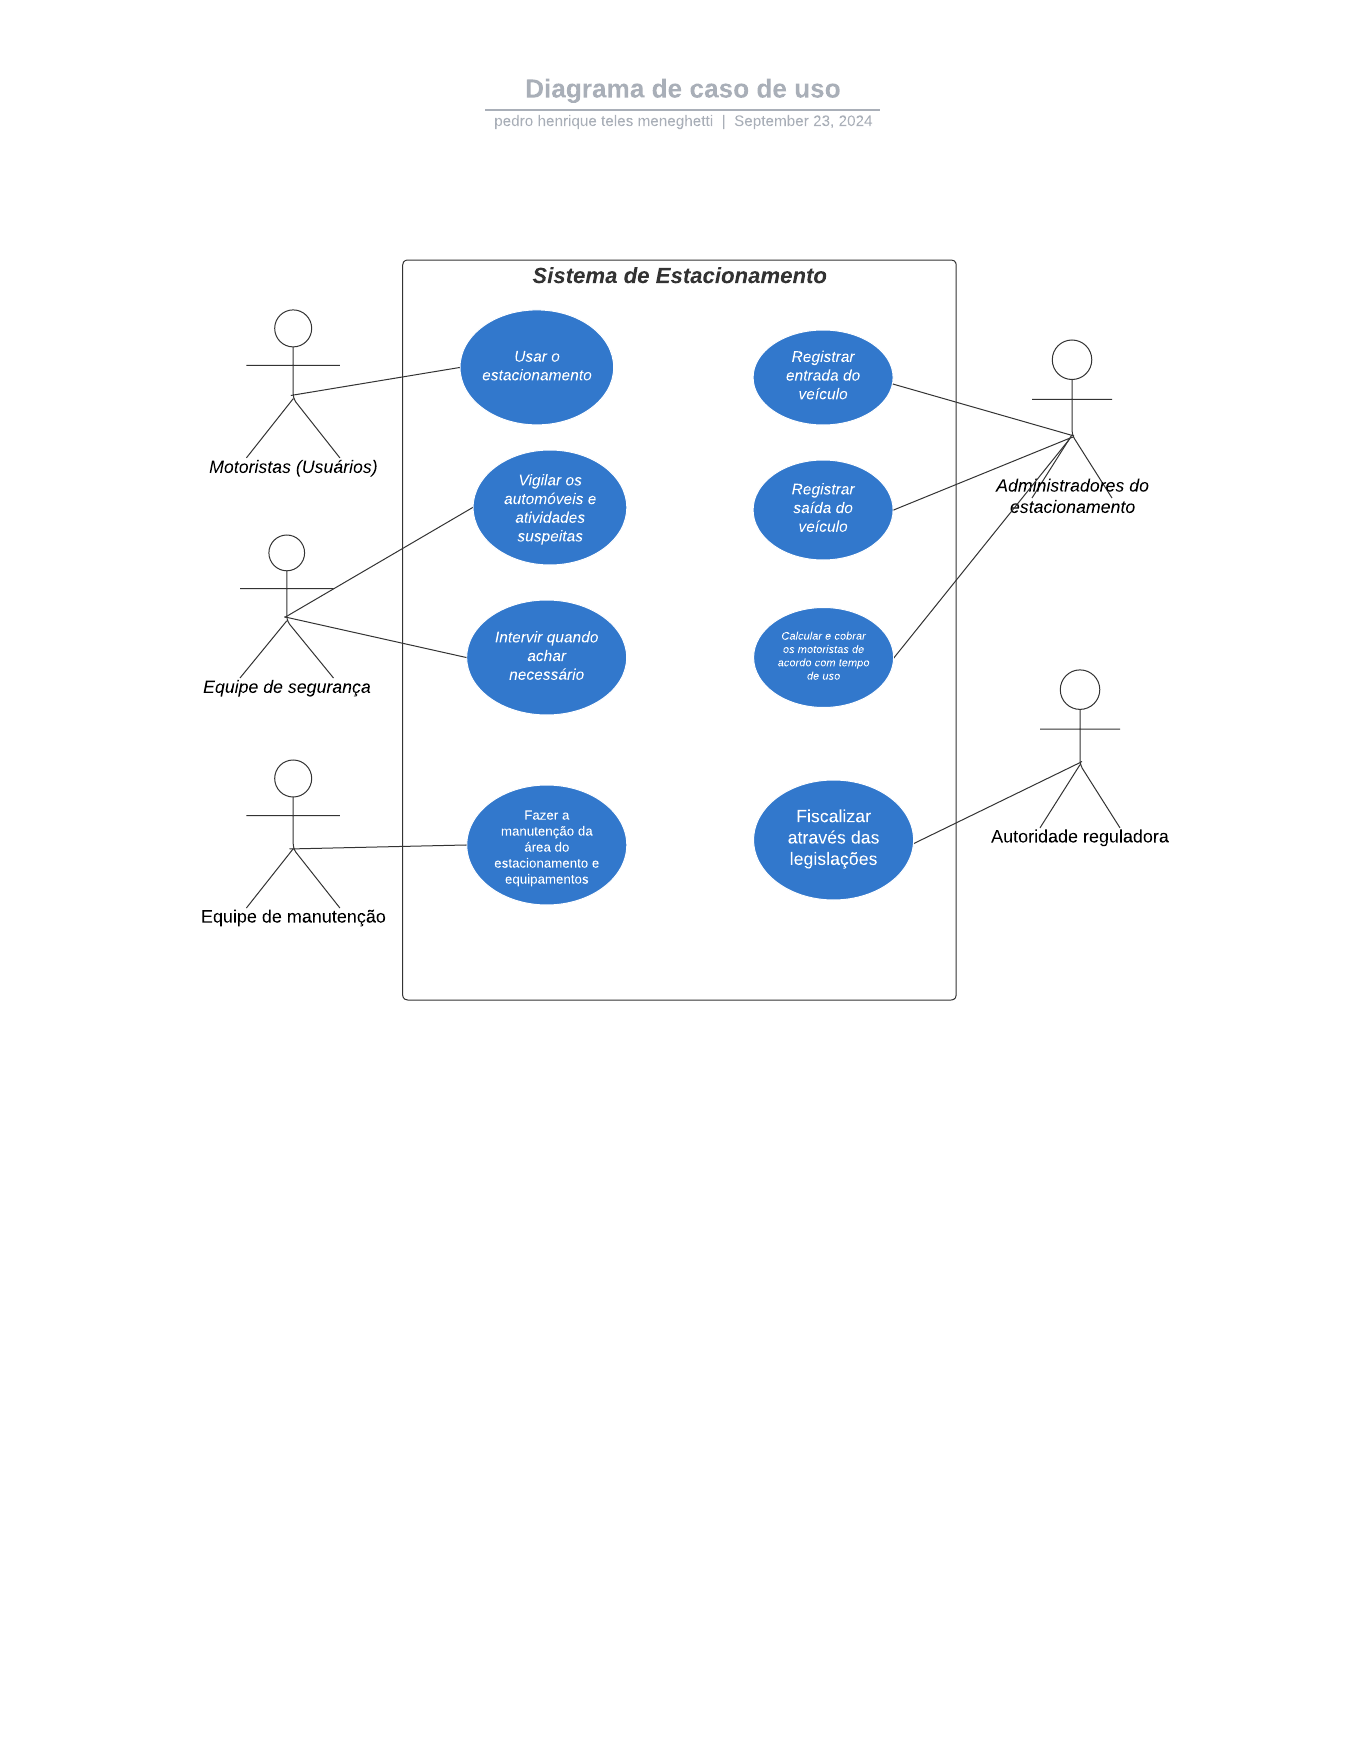 Diagrama de caso de uso
pedro henrique teles meneghetti | September 23, 2024
Sistema de Estacionamento
Usar o
estacionamento
Registrar
entrada do
veículo
Motoristas (Usuários)
Vigilar os
automóveis e
atividades
suspeitas
Registrar
saída do
veículo
Administradores do
estacionamento
Intervir quando
achar
necessário
Calcular e cobrar
os motoristas de
acordo com tempo
de uso
Equipe de segurança
Fazer a
manutenção da
área do
estacionamento e
equipamentos
Fiscalizar
através das
legislações
Autoridade reguladora
Equipe de manutenção